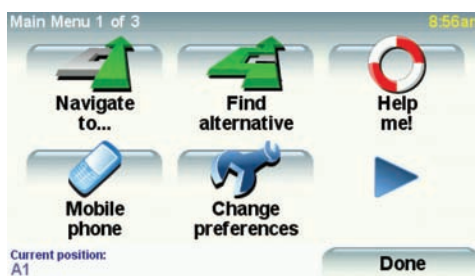 Main Menu 1 of 3
8:56am
Navigate
to...
Find
alternative
Help
me!
Mobile
phone
Change
preferences
Current position:
A1
Done